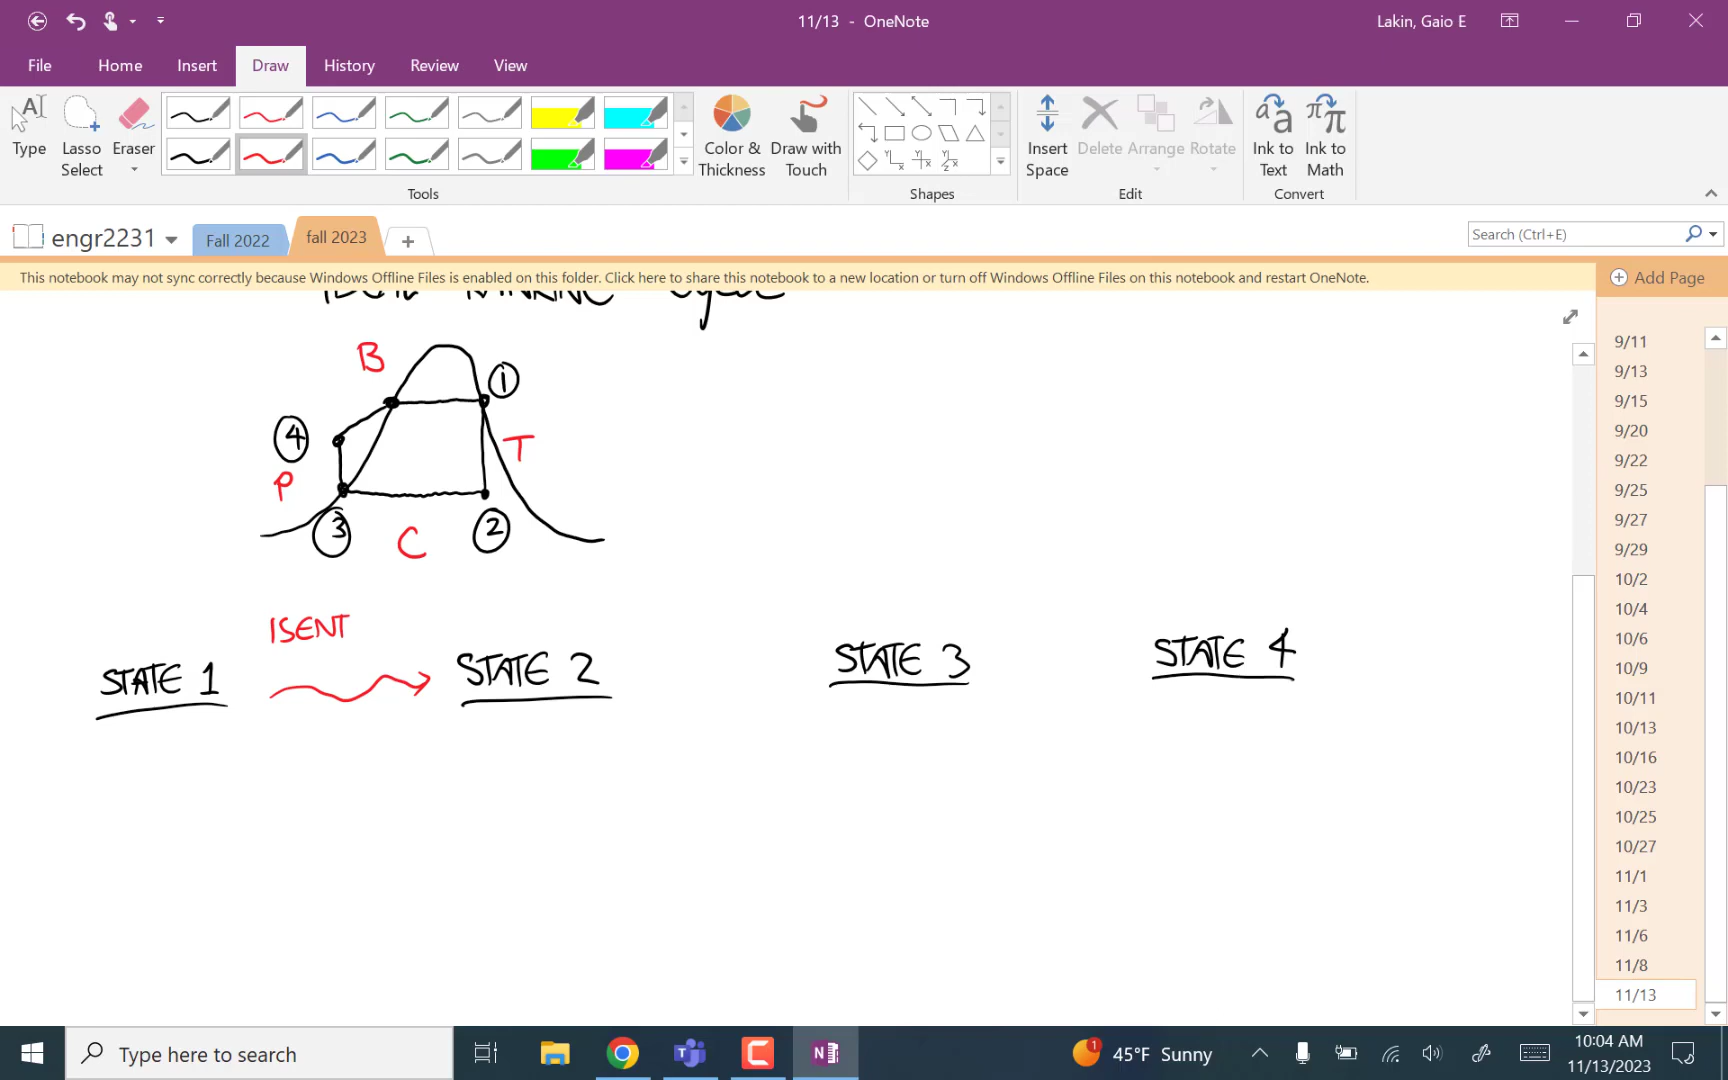 11/13 - OneNote
Lakin, Gaio E
File Home Insert Draw History Review View
Type
Lasso Select
Eraser
Color & Thickness
Draw with Touch
Insert Space
Delete Arrange Rotate
Ink to Text
Ink to Math
Tools
Shapes
Edit
Convert
engr2231
Fall 2022
fall 2023
Search (Ctrl+E)
This notebook may not sync correctly because Windows Offline Files is enabled on this folder. Click here to share this notebook to a new location or turn off Windows Offline Files on this notebook and restart OneNote.
Add Page
9/11
9/13
9/15
9/20
9/22
9/25
9/27
9/29
10/2
10/4
10/6
10/9
10/11
10/13
10/16
10/23
10/25
10/27
11/1
11/3
11/6
11/8
11/13
IDEAL RANKINE cycle
B
1
4
T
P
3
C
2
ISENT
STATE 1
STATE 2
STATE 3
STATE 4
Type here to search
1
45°F Sunny
10:04 AM
11/13/2023